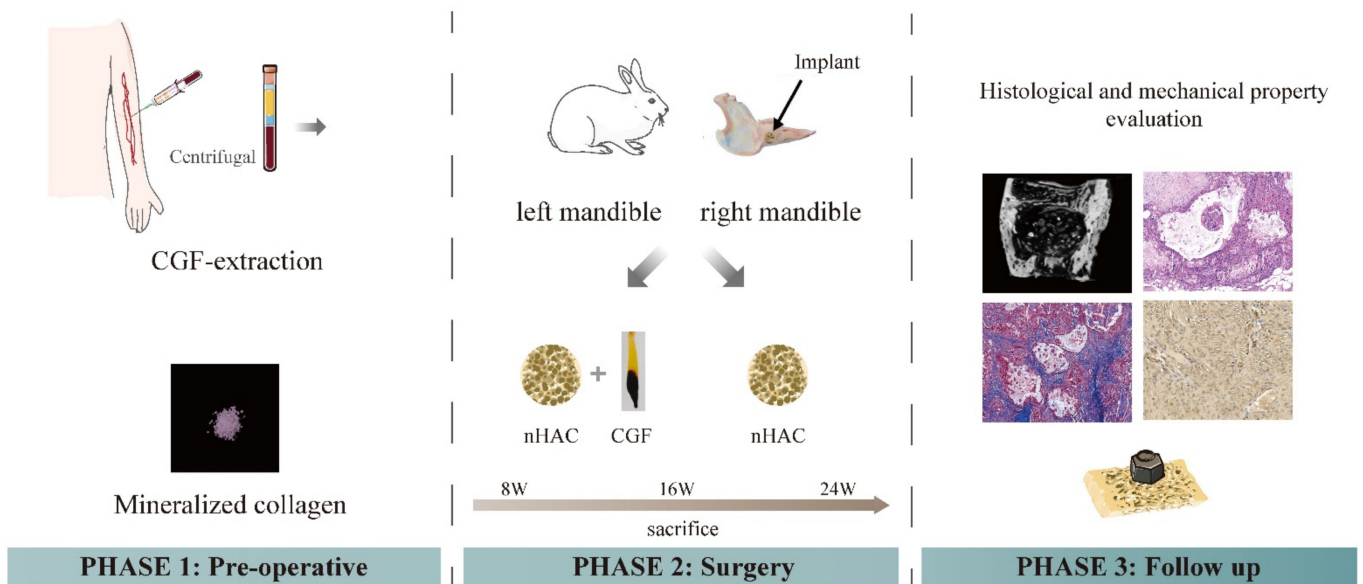 Centrifugal
CGF-extraction
Mineralized collagen
PHASE 1: Pre-operative
Implant
left mandible
right mandible
+
nHAC
CGF
nHAC
8W
16W
24W
sacrifice
PHASE 2: Surgery
Histological and mechanical property
evaluation
PHASE 3: Follow up